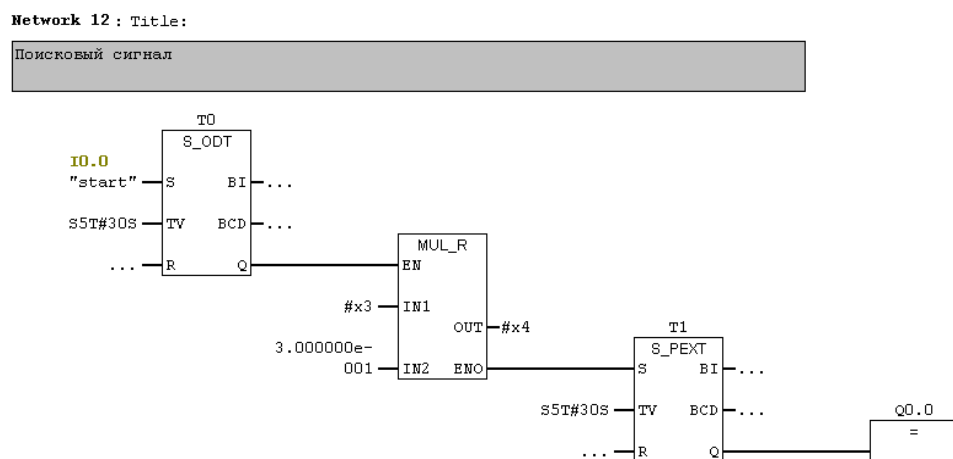 Network 12 : Title:
Поисковый сигнал
T0
S_ODT
I0.0
"start" S BI ...
S5T#30S TV BCD ...
... R Q
MUL_R
EN
#x3 IN1
OUT #x4
3.000000e-
001 IN2 ENO
T1
S_PEXT
S BI ...
S5T#30S TV BCD ...
... R Q
Q0.0
=